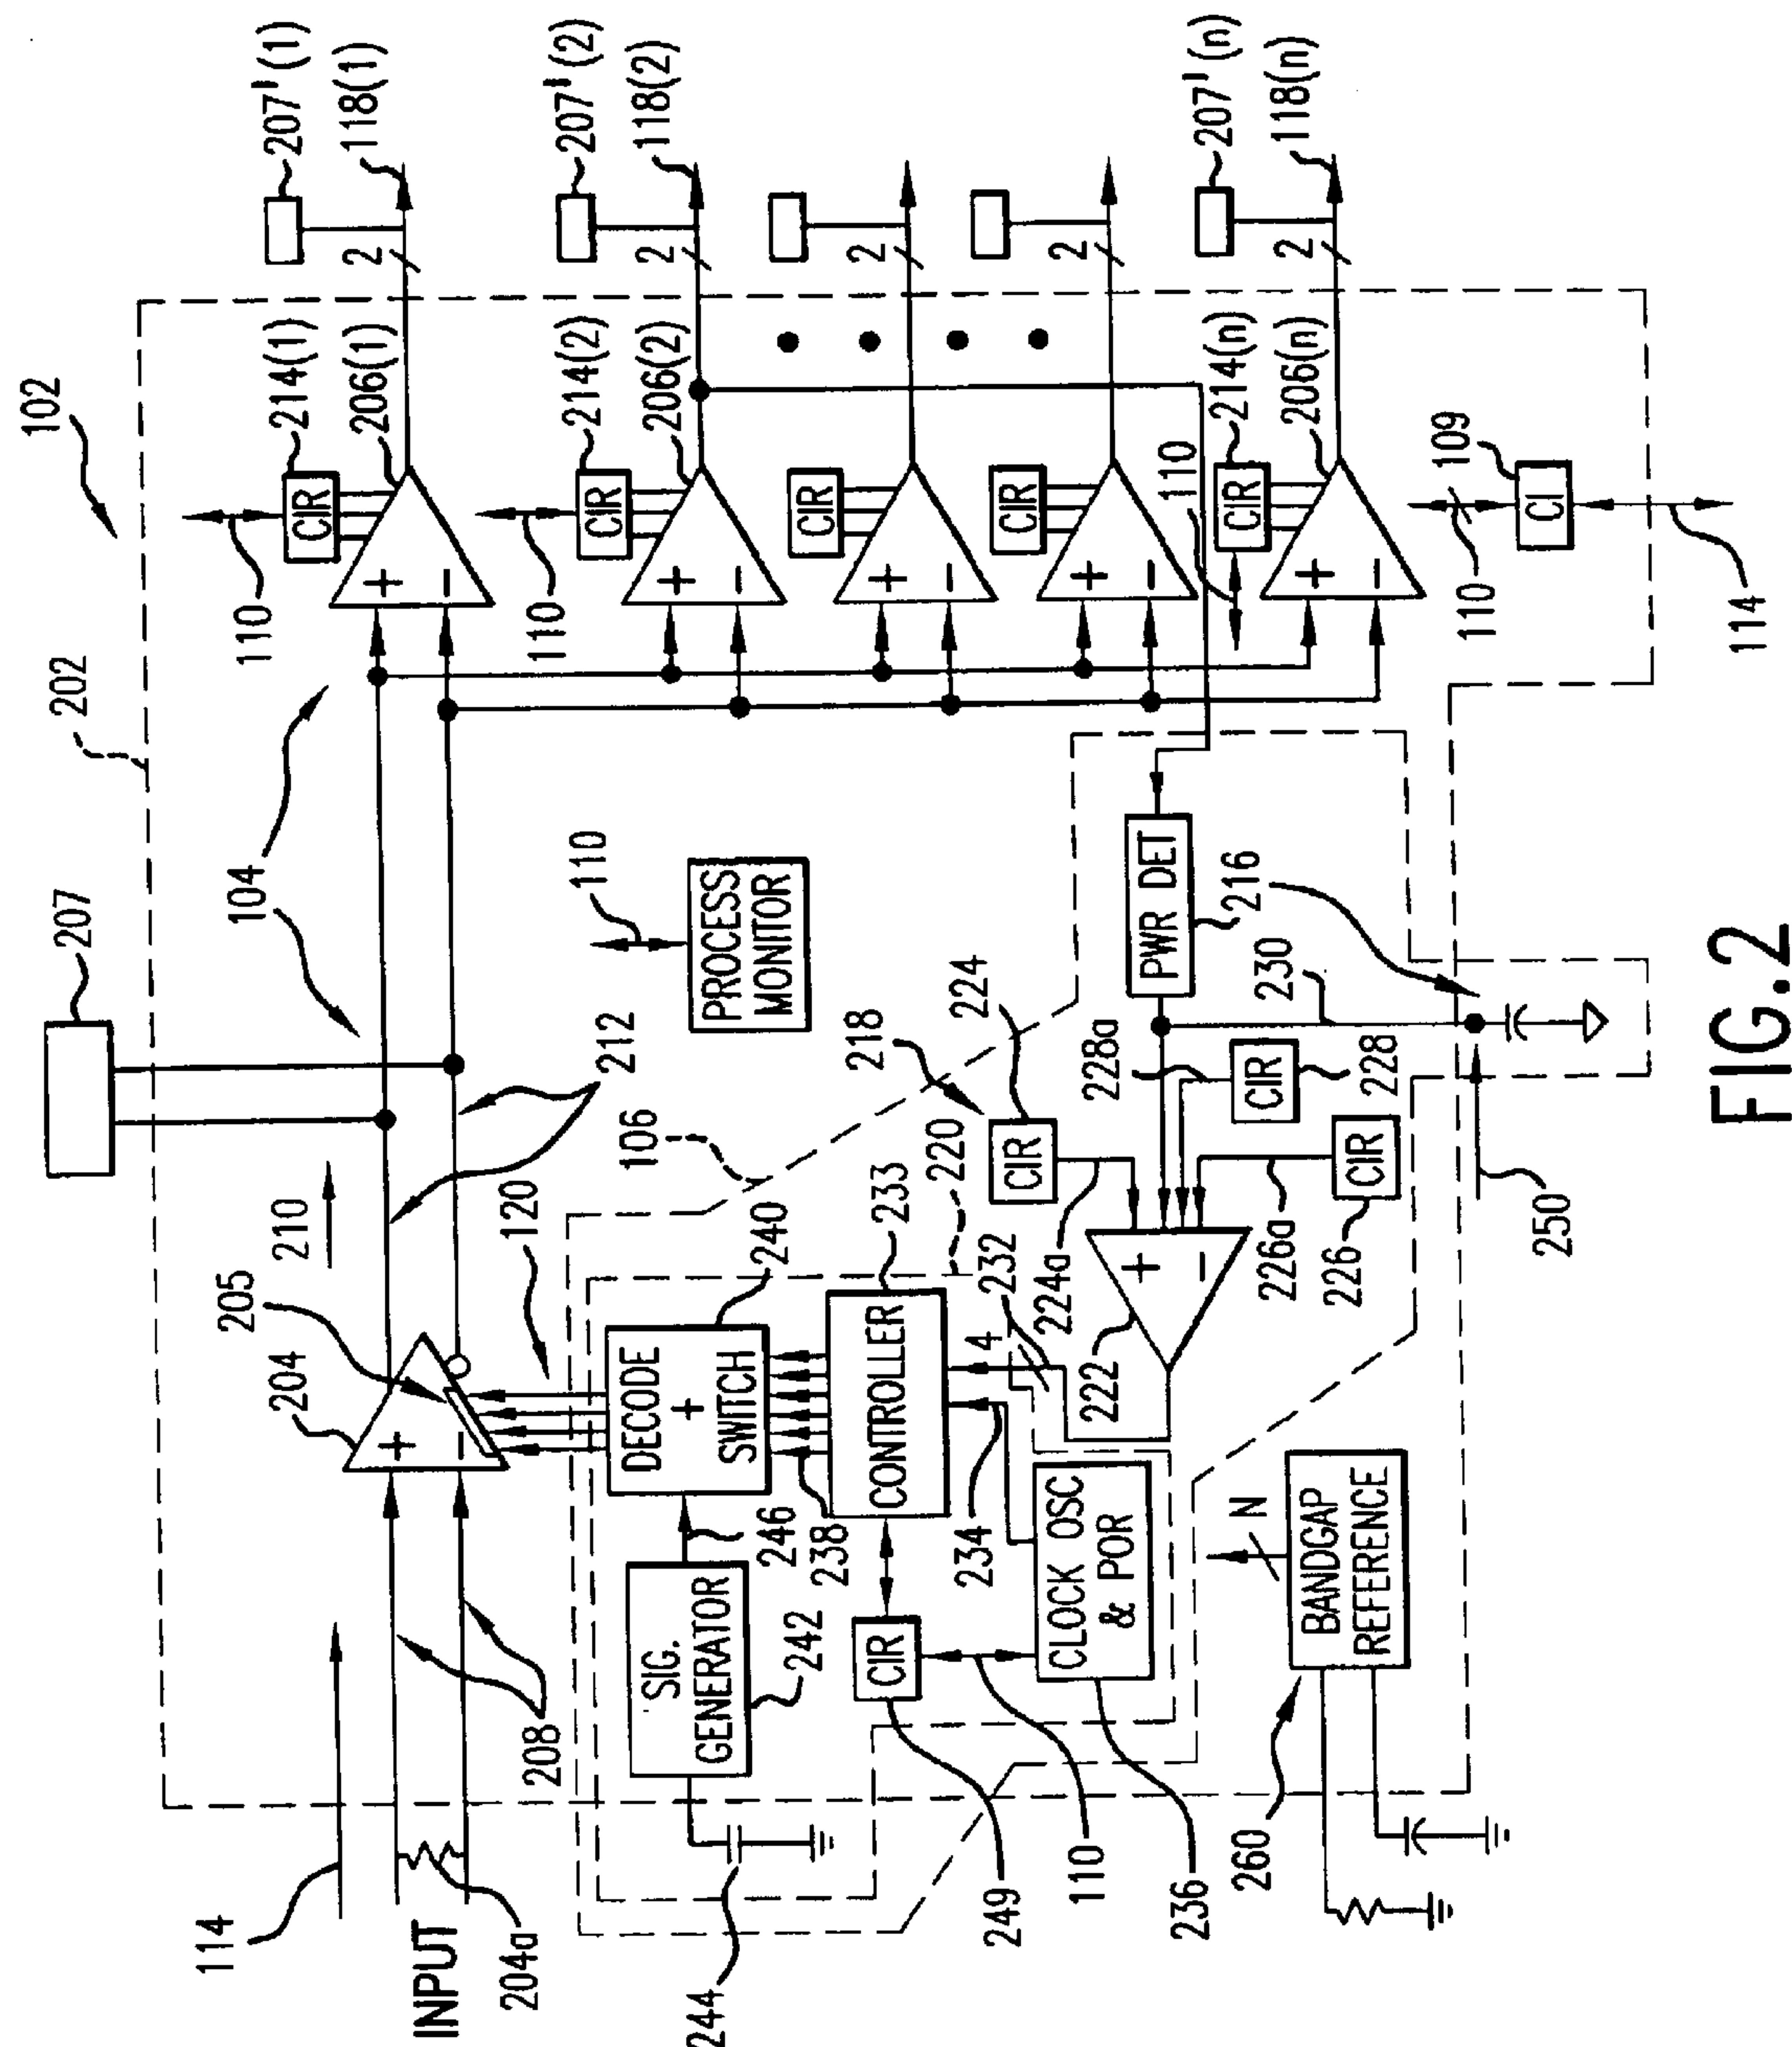 102
202
207
104
207'(1)
118(1)
2
214(1)
206(1)
CIR
110
+
−
207'(2)
118(2)
2
214(2)
206(2)
CIR
110
+
−
2
CIR
+
−
2
CIR
+
−
207'(n)
118(n)
2
214(n)
206(n)
CIR
110
+
−
109
110
CI
114
110
PROCESS
MONITOR
PWR DET
216
230
250
210
212
205
204
+
−
120
106
208
114
INPUT
204a
244
SIG.
GENERATOR
242
246
DECODE
+
SWITCH
240
238
CONTROLLER
233
220
218
224
CIR
224a
228a
CIR
228
226a
CIR
226
+
−
222
232
4
234
CLOCK OSC
& POR
236
CIR
249
110
N
BANDGAP
REFERENCE
260
FIG.2